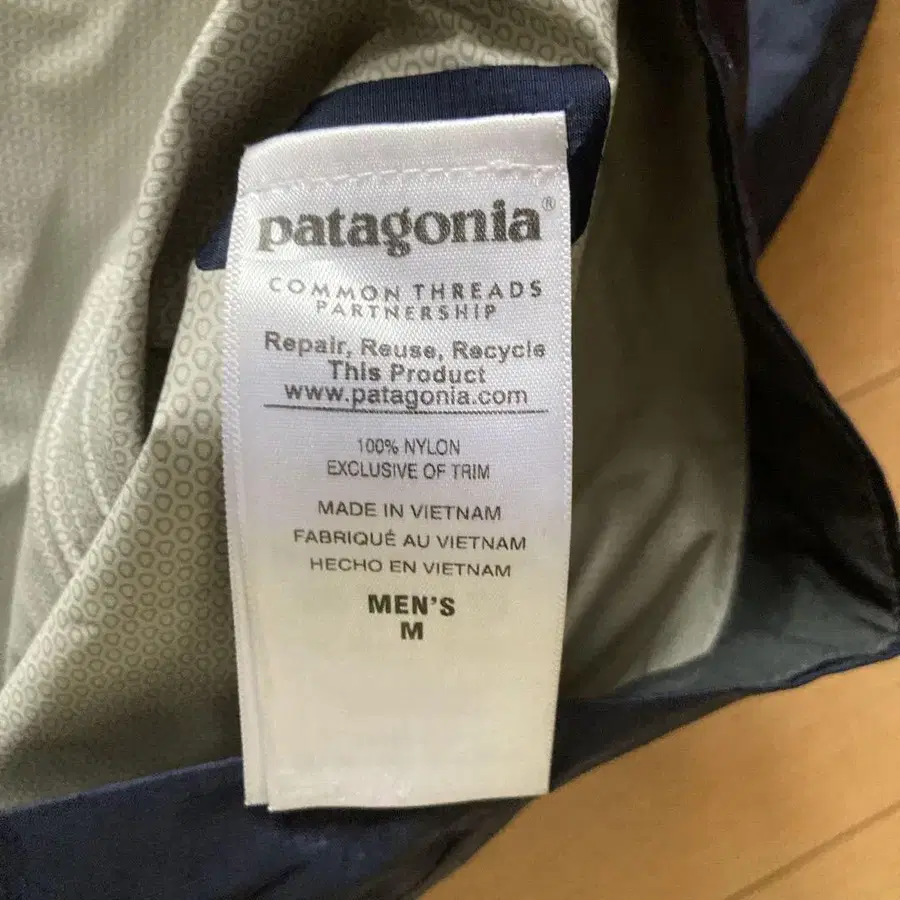 patagonia®
COMMON THREADS
PARTNERSHIP
Repair, Reuse, Recycle
This Product
www.patagonia.com
100% NYLON
EXCLUSIVE OF TRIM
MADE IN VIETNAM
FABRIQUÉ AU VIETNAM
HECHO EN VIETNAM
MEN'S
M